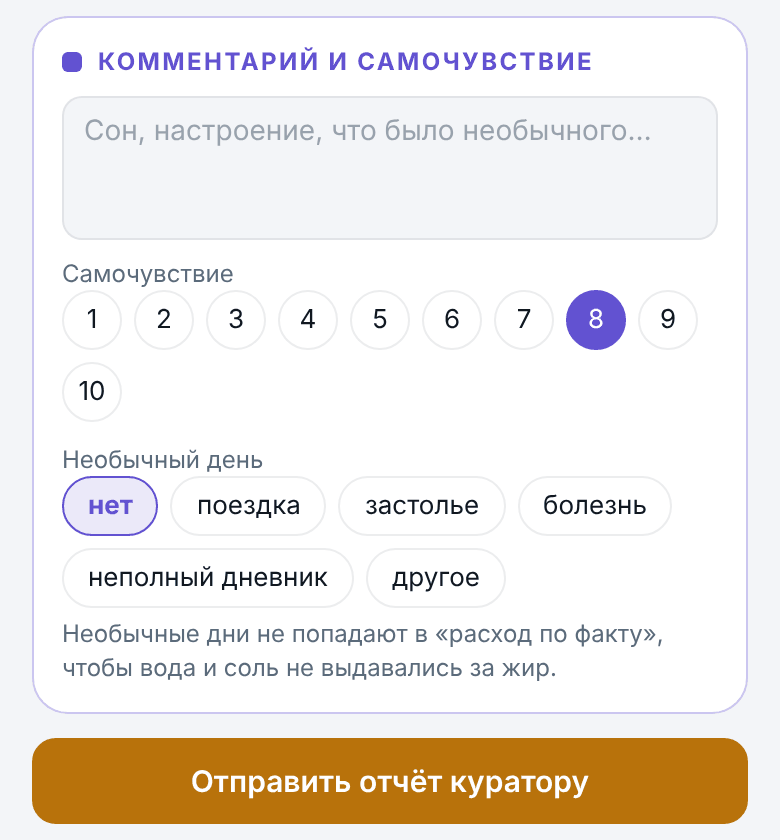 КОММЕНТАРИЙ И САМОЧУВСТВИЕ
Сон, настроение, что было необычного...
Самочувствие
1 2 3 4 5 6 7 8 9
10
Необычный день
нет поездка застолье болезнь
неполный дневник другое
Необычные дни не попадают в «расход по факту»,
чтобы вода и соль не выдавались за жир.
Отправить отчёт куратору